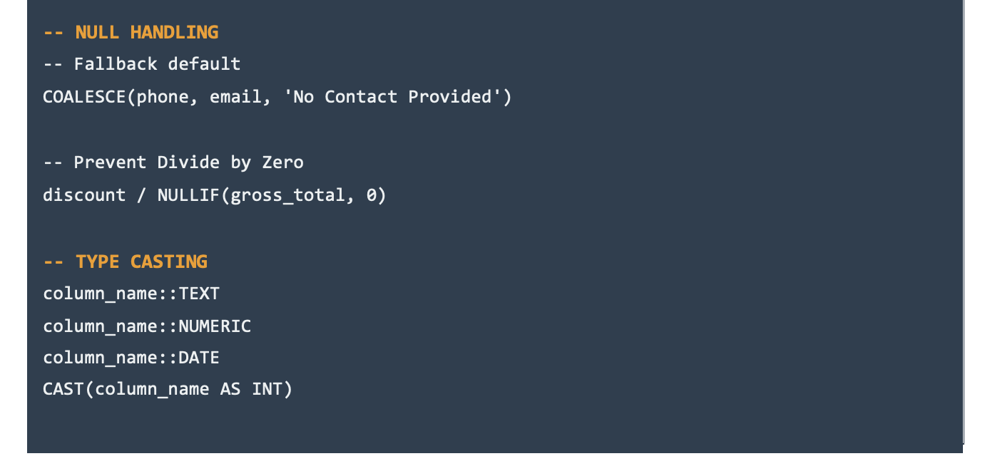 -- NULL HANDLING
-- Fallback default
COALESCE(phone, email, 'No Contact Provided')
-- Prevent Divide by Zero
discount / NULLIF(gross_total, 0)
-- TYPE CASTING
column_name::TEXT
column_name::NUMERIC
column_name::DATE
CAST(column_name AS INT)